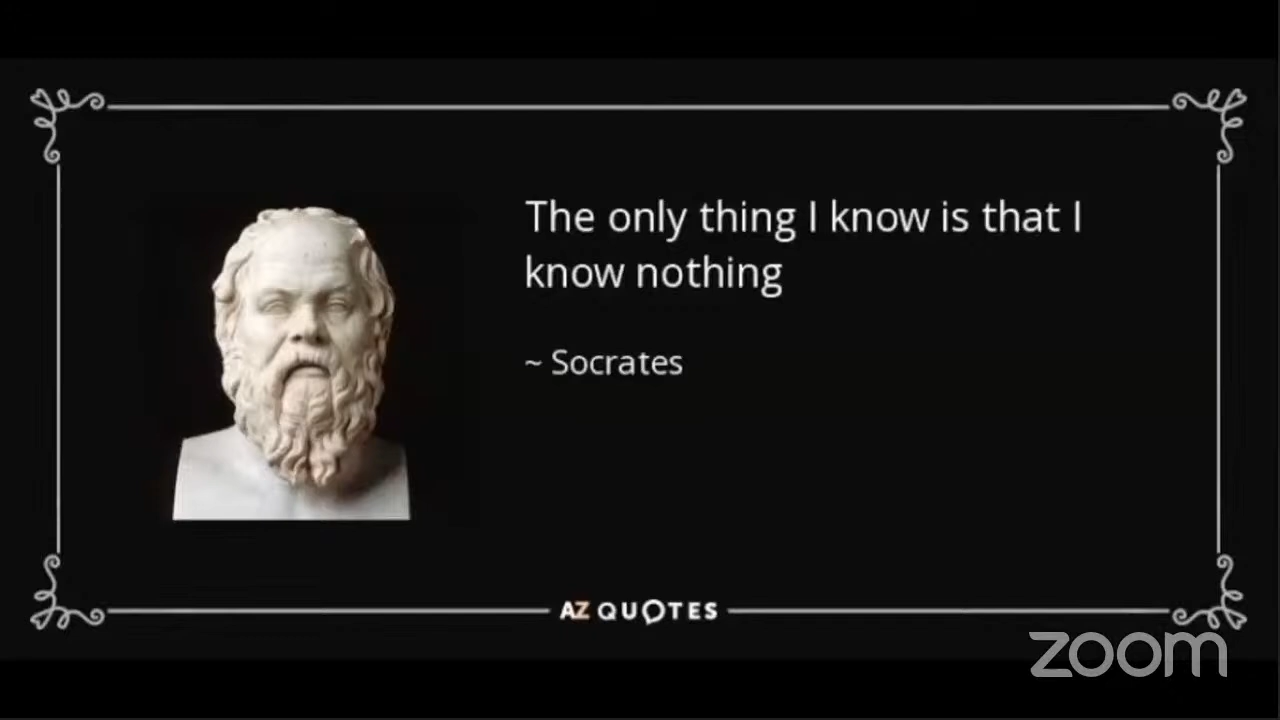 The only thing I know is that I
know nothing
~ Socrates
AZ QUOTES
zoom